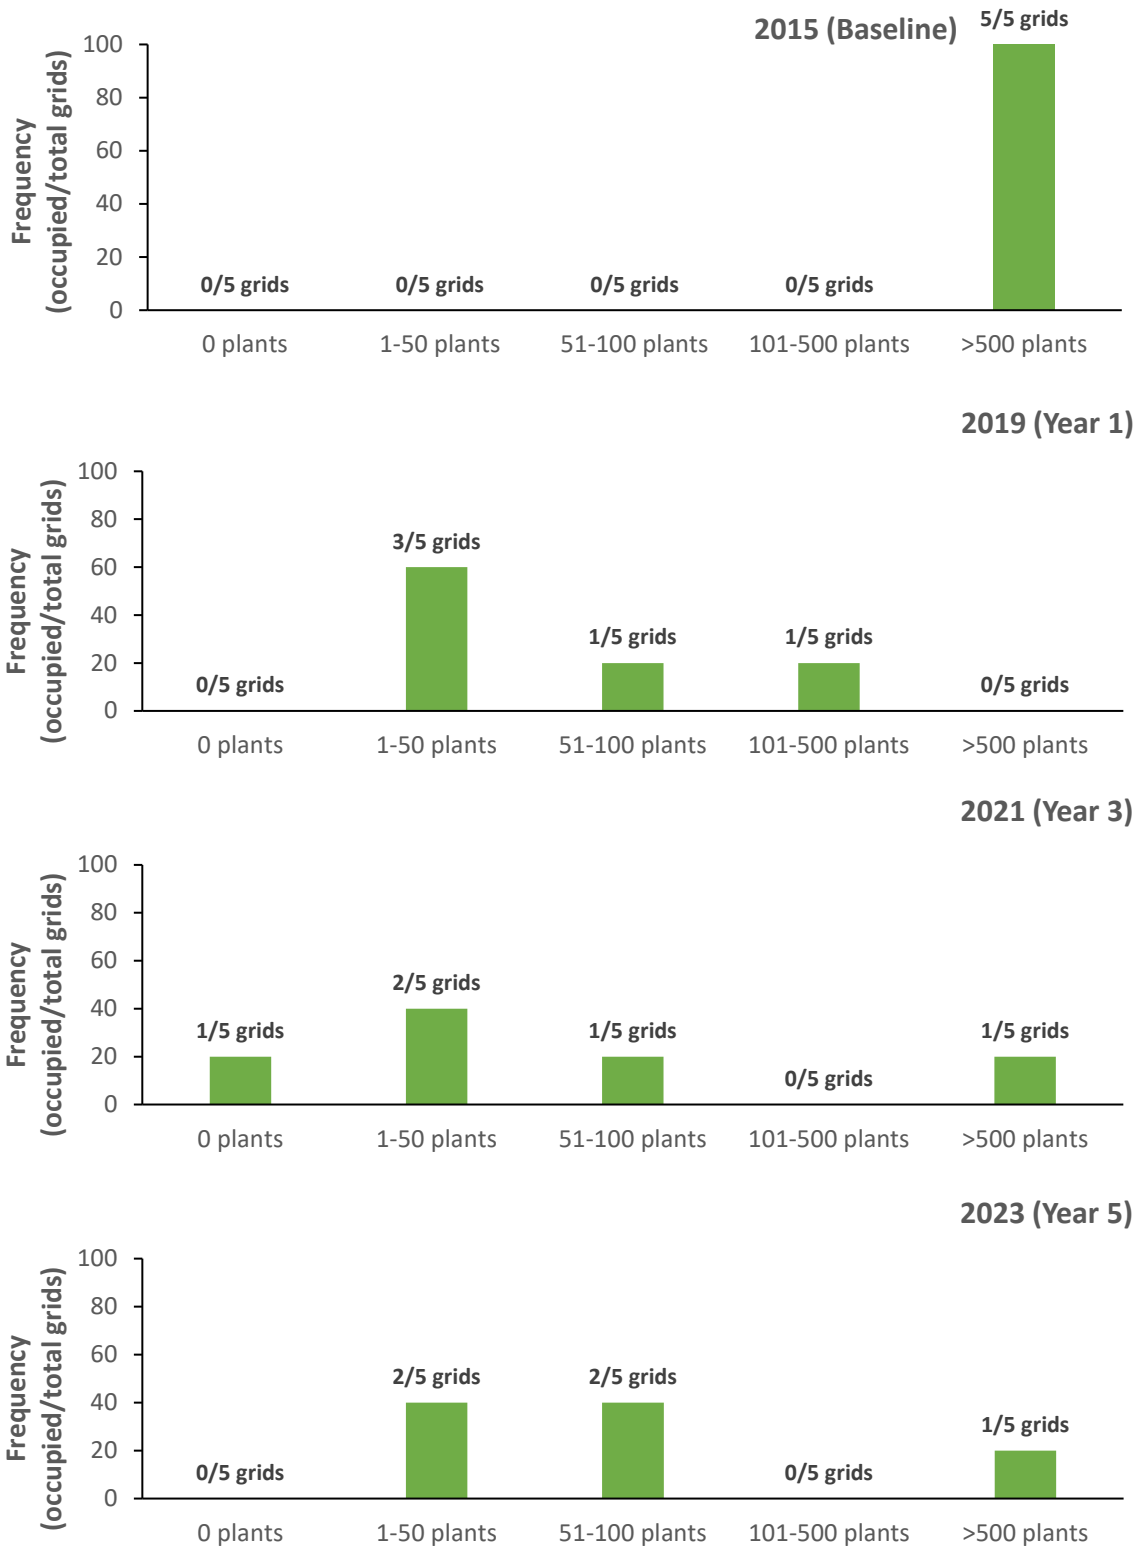 2015 (Baseline)
5/5 grids
Frequency
(occupied/total grids)
100
80
60
40
20
0
0/5 grids
0/5 grids
0/5 grids
0/5 grids
0 plants
1-50 plants
51-100 plants
101-500 plants
>500 plants
2019 (Year 1)
Frequency
(occupied/total grids)
100
80
60
40
20
0
0/5 grids
3/5 grids
1/5 grids
1/5 grids
0/5 grids
0 plants
1-50 plants
51-100 plants
101-500 plants
>500 plants
2021 (Year 3)
Frequency
(occupied/total grids)
100
80
60
40
20
0
1/5 grids
2/5 grids
1/5 grids
0/5 grids
1/5 grids
0 plants
1-50 plants
51-100 plants
101-500 plants
>500 plants
2023 (Year 5)
Frequency
(occupied/total grids)
100
80
60
40
20
0
0/5 grids
2/5 grids
2/5 grids
0/5 grids
1/5 grids
0 plants
1-50 plants
51-100 plants
101-500 plants
>500 plants